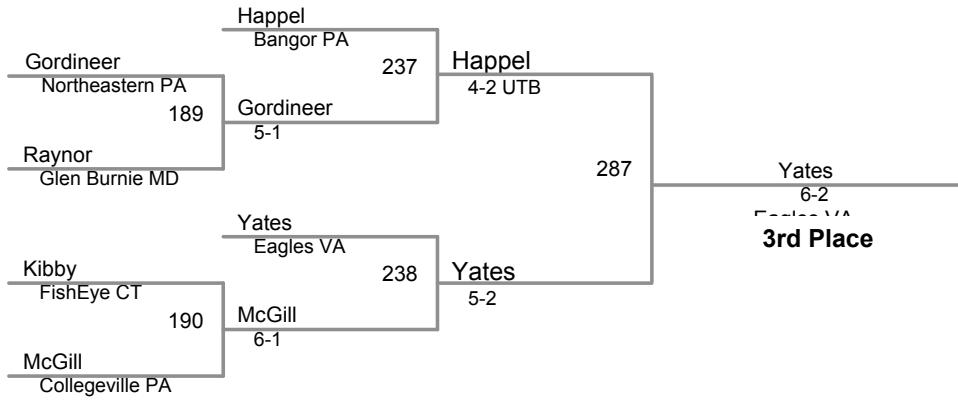 Happel
Bangor PA
Gordineer
Northeastern PA
237
Happel
4-2 UTB
189
Gordineer
5-1
Raynor
Glen Burnie MD
287
Yates
6-2
Eagles VA
3rd Place
Yates
Eagles VA
Kibby
FishEye CT
238
Yates
5-2
190
McGill
6-1
McGill
Collegeville PA